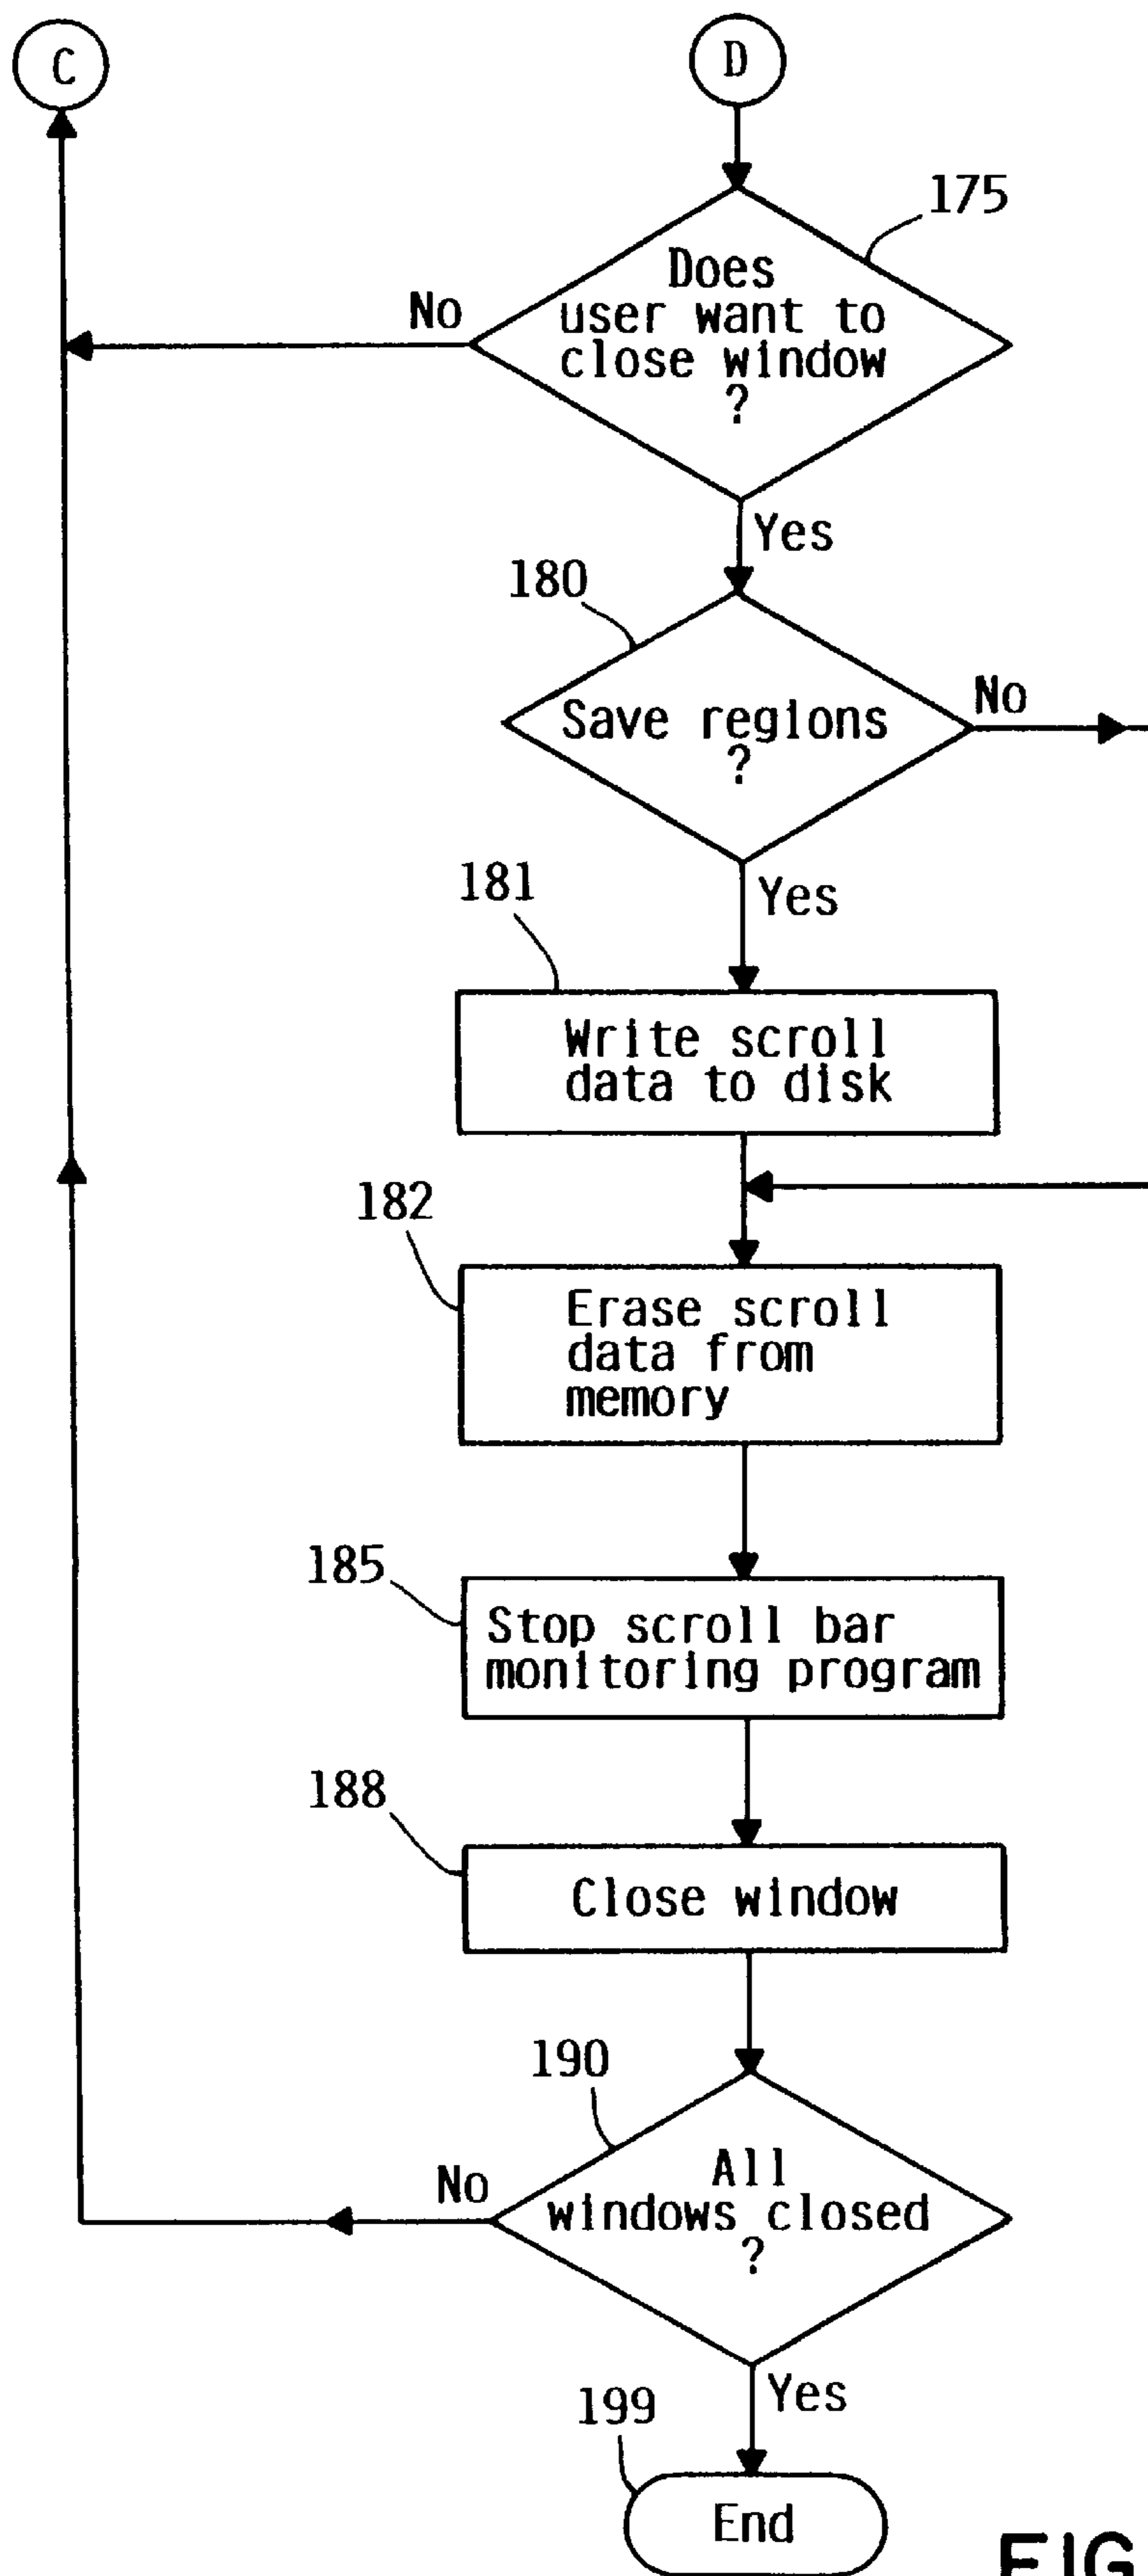 C
D
175
Does
user want to
close window
?
No
Yes
180
Save regions
?
No
Yes
181
Write scroll
data to disk
182
Erase scroll
data from
memory
185
Stop scroll bar
monitoring program
188
Close window
190
All
windows closed
?
No
Yes
199
End
FIG